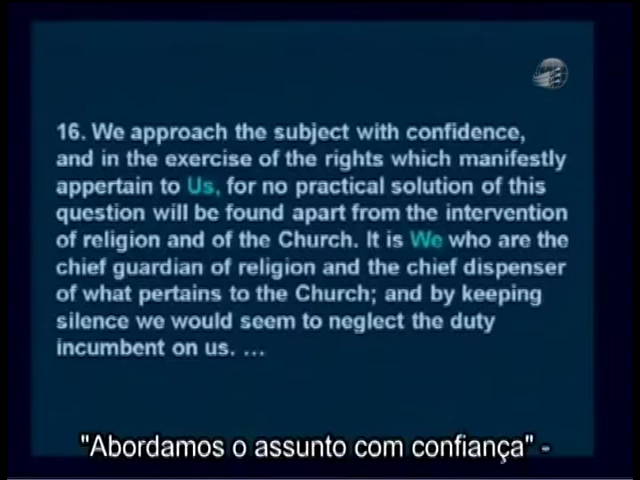 16. We approach the subject with confidence,
and in the exercise of the rights which manifestly
appertain to Us, for no practical solution of this
question will be found apart from the intervention
of religion and of the Church. It is We who are the
chief guardian of religion and the chief dispenser
of what pertains to the Church; and by keeping
silence we would seem to neglect the duty
incumbent on us. ...
"Abordamos o assunto com confiança" -